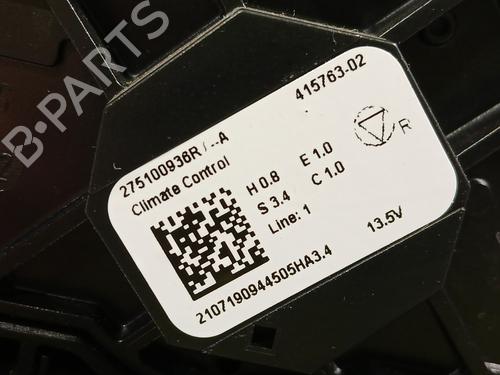 B-PARTS
415763-02
275100936R / --A
Climate Control
H 0.8 E 1.0
S 3.4 C 1.0
Line: 1
R
13.5V
2107190944505HA3.4